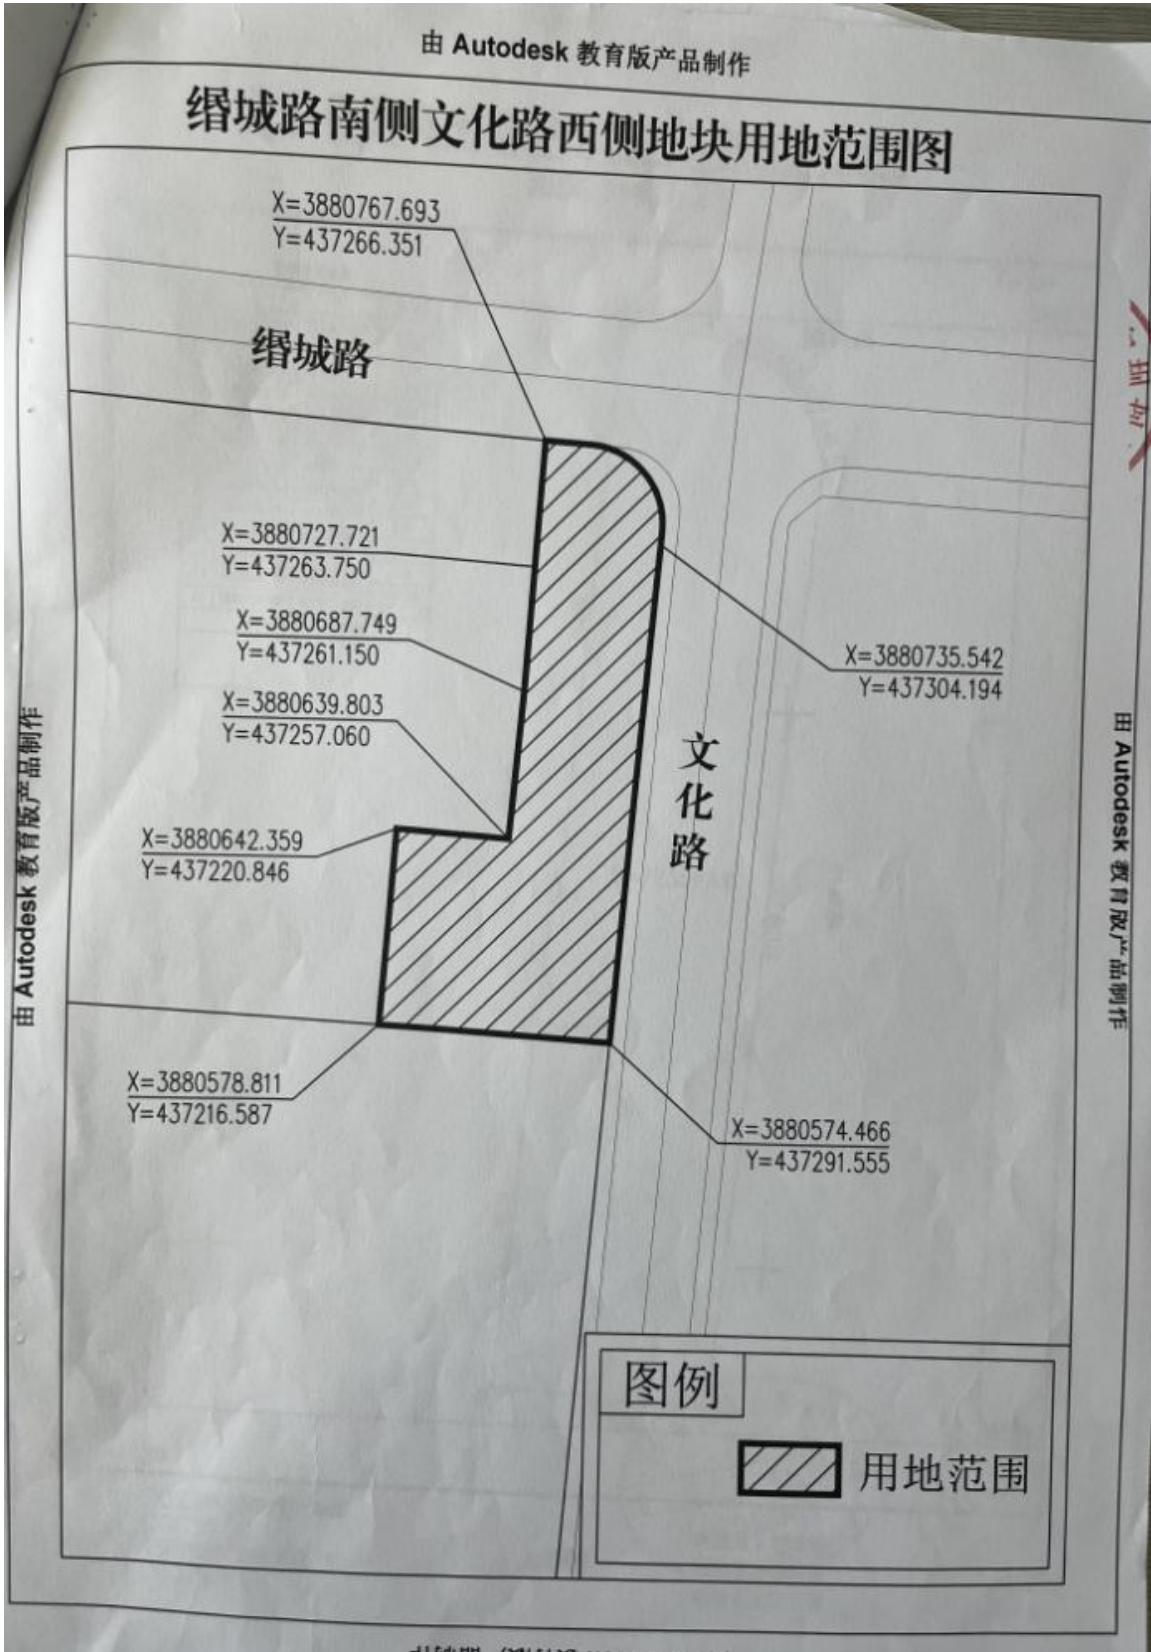 由 Autodesk 教育版产品制作
缗城路南侧文化路西侧地块用地范围图
X=3880767.693
Y=437266.351
缗城路
X=3880727.721
Y=437263.750
X=3880687.749
Y=437261.150
X=3880639.803
Y=437257.060
X=3880735.542
Y=437304.194
文化路
X=3880642.359
Y=437220.846
X=3880578.811
Y=437216.587
X=3880574.466
Y=437291.555
由 Autodesk 教育版产品制作
由 Autodesk 教育版产品制作
图例
用地范围